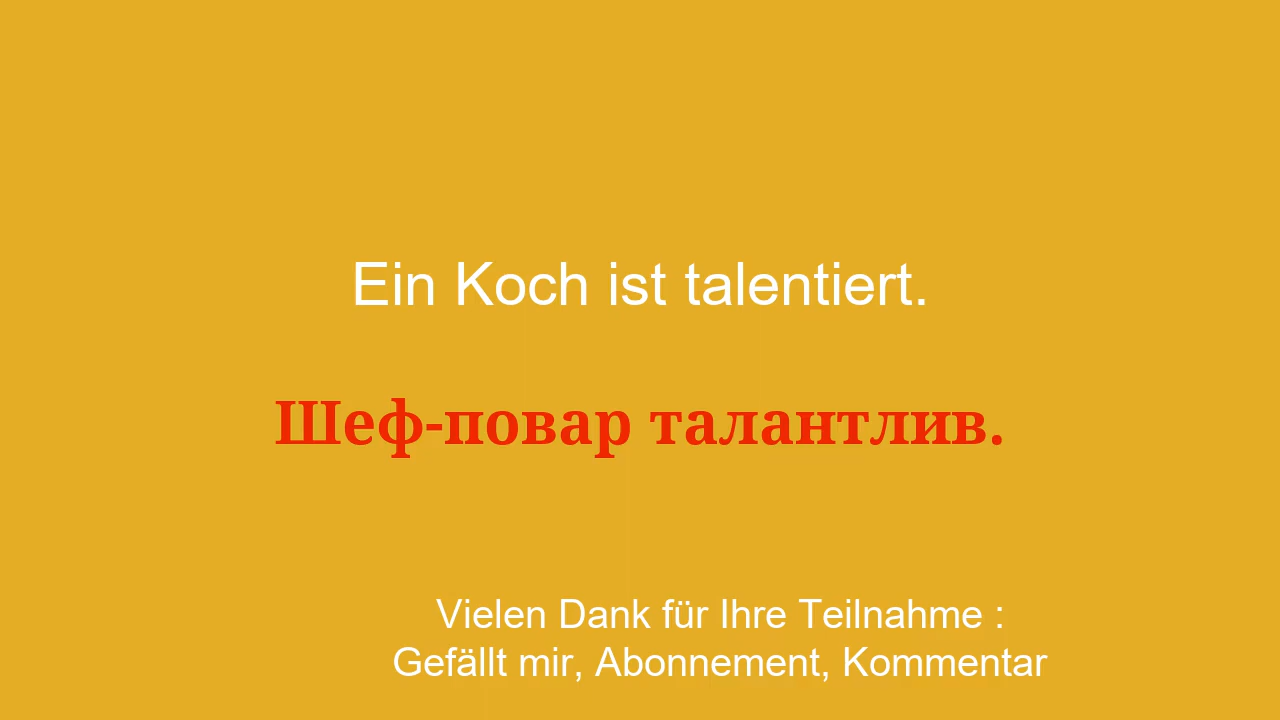 Ein Koch ist talentiert.
Шеф-повар талантлив.
Vielen Dank für Ihre Teilnahme :
Gefällt mir, Abonnement, Kommentar